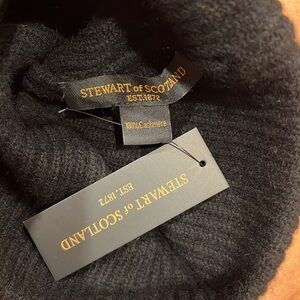 STEWART of SCOTLAND
EST.1872
100% Cashmere
STEWART of SCOTLAND
EST. 1872